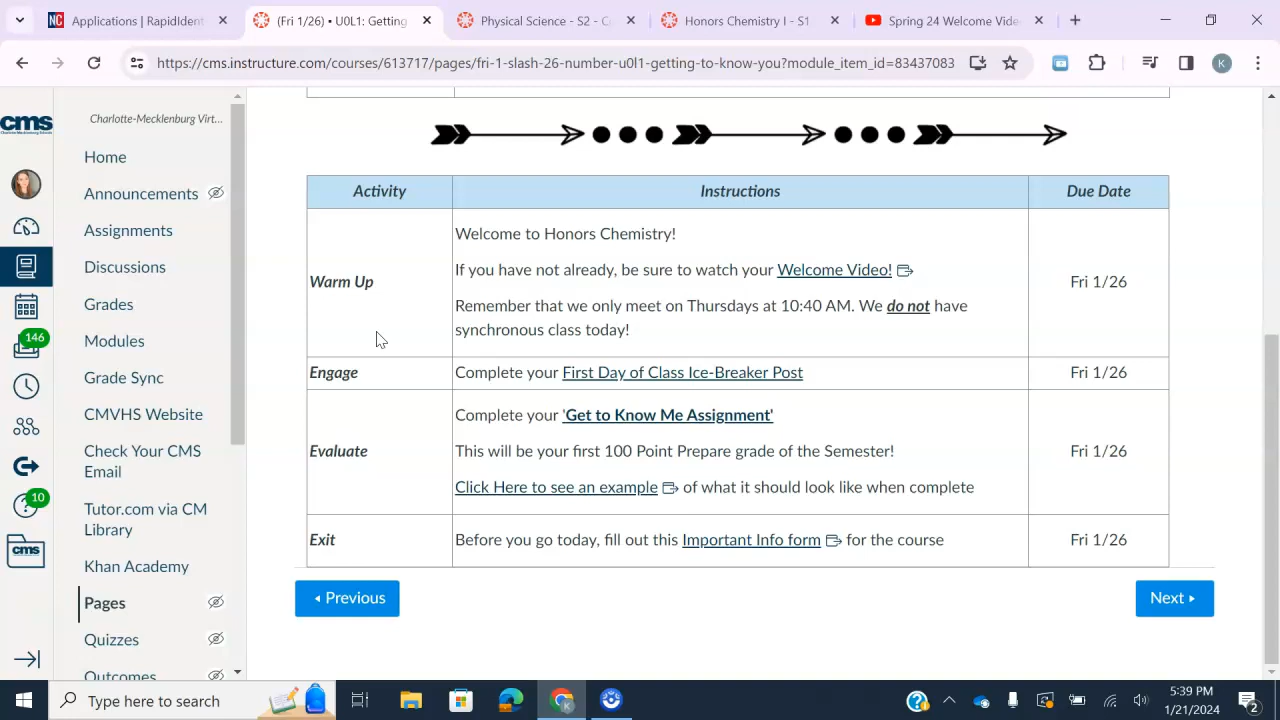 Applications | RapidIdent
(Fri 1/26) • U0L1: Getting
Physical Science - S2 - C
Honors Chemistry I - S1
Spring 24 Welcome Vide
https://cms.instructure.com/courses/613717/pages/fri-1-slash-26-number-u0l1-getting-to-know-you?module_item_id=83437083
K
cms
Charlotte-Mecklenburg Virt...
Home
Announcements
Assignments
Discussions
Grades
Modules
146
Grade Sync
CMVHS Website
Check Your CMS
Email
10
Tutor.com via CM
Library
cms
Khan Academy
Pages
Quizzes
Outcomes
Activity Instructions Due Date
Warm Up
Welcome to Honors Chemistry!
If you have not already, be sure to watch your Welcome Video!
Remember that we only meet on Thursdays at 10:40 AM. We do not have
synchronous class today!
Fri 1/26
Engage Complete your First Day of Class Ice-Breaker Post Fri 1/26
Evaluate
Complete your 'Get to Know Me Assignment'
This will be your first 100 Point Prepare grade of the Semester!
Click Here to see an example of what it should look like when complete
Fri 1/26
Exit Before you go today, fill out this Important Info form for the course Fri 1/26
Previous
Next
Type here to search
5:39 PM
1/21/2024
2